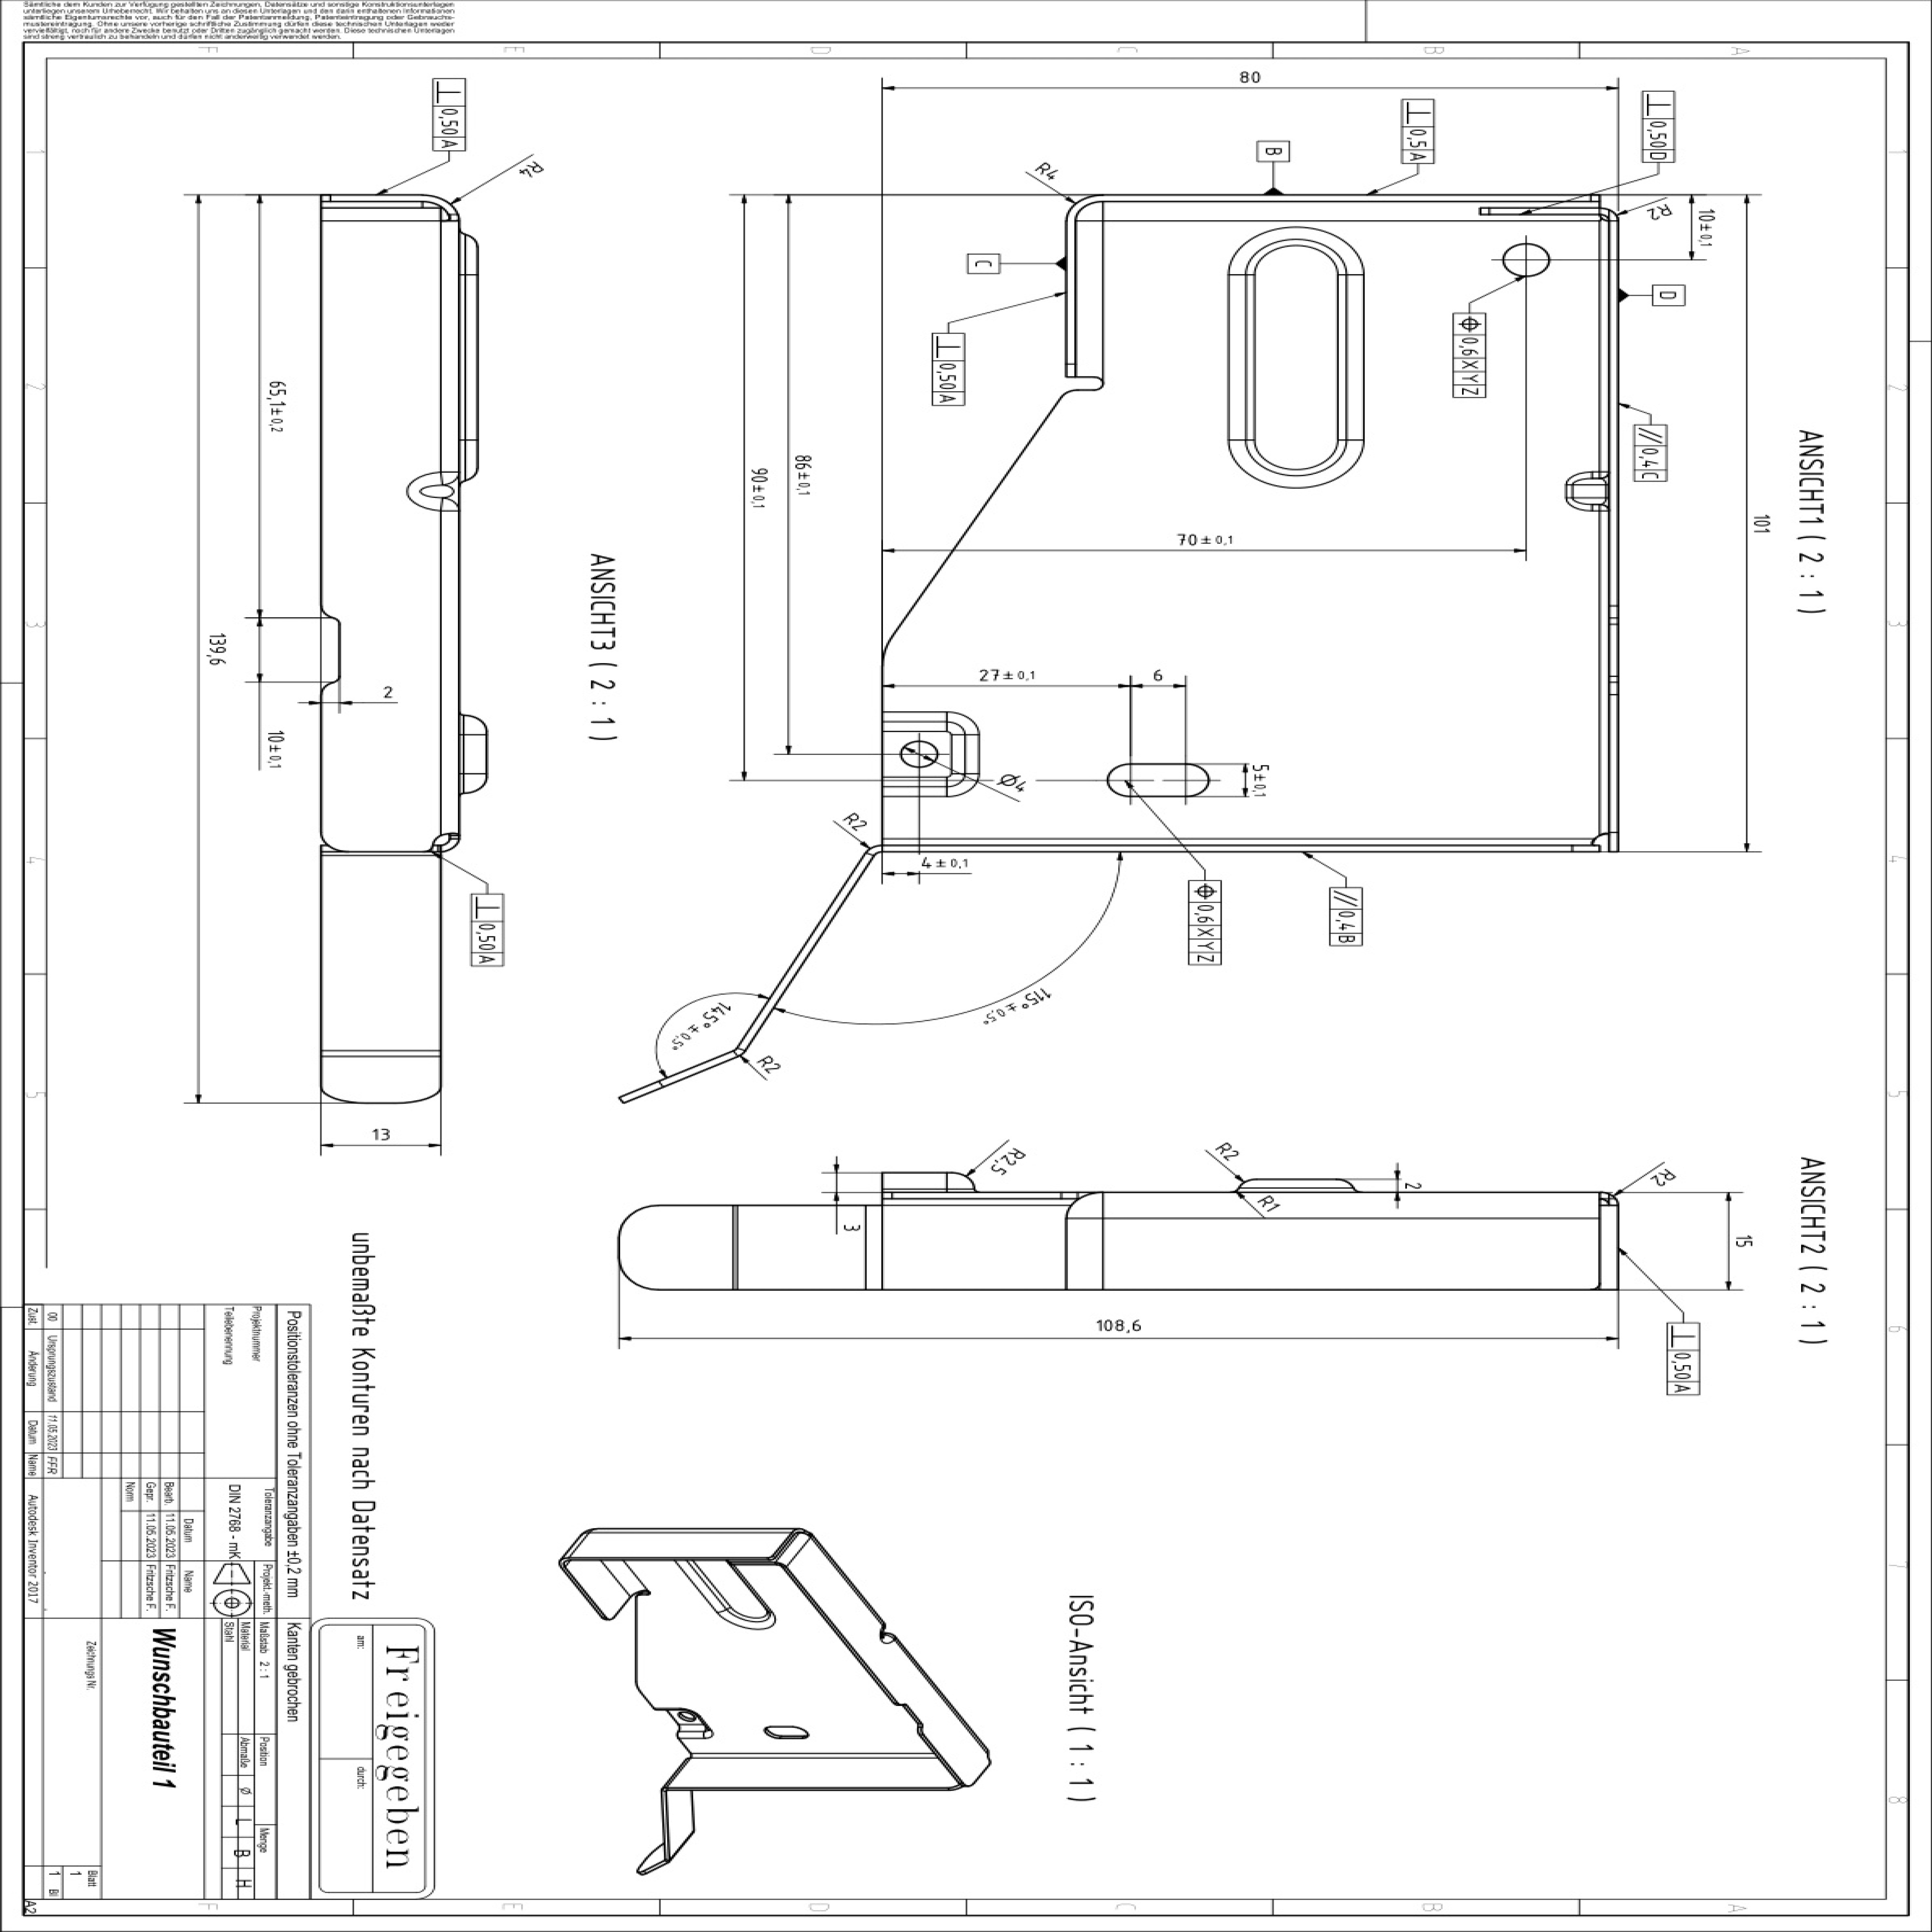 Sämtliche dem Kunden zur Verfügung gestellten Zeichnungen, Datensätze und sonstige Konstruktionsunterlagen
unterliegen unserem Urheberrecht. Wir behalten uns an diesen Unterlagen und den darin enthaltenen Informationen
sämtliche Eigentumsrechte vor, auch für den Fall der Patentanmeldung, Patenteintragung oder Gebrauchs-
mustereintragung. Ohne unsere vorherige schriftliche Zustimmung dürfen diese technischen Unterlagen weder
vervielfältigt, noch für andere Zwecke benutzt oder Dritten zugänglich gemacht werden. Diese technischen Unterlagen
sind streng vertraulich zu behandeln und dürfen nicht anderweitig verwendet werden.
1 2 3 4 5 6 7 8
A B C D E F
ANSICHT1 ( 2 : 1 )
80
101
10±0,1
⊥ 0,50 D
⊥ 0,5 A
B
R4
R2
C
D
⊥ 0,50 A
⌖ 0,6 X Y Z
// 0,4 C
86±0,1
90±0,1
70±0,1
27±0,1
6
5±0,1
Ø4
R2
4±0,1
⌖ 0,6 X Y Z
// 0,4 B
115°±0,5°
145°±0,5°
R2
ANSICHT2 ( 2 : 1 )
R2,5
R2
R1
2
R2
15
3
108,6
⊥ 0,50 A
ANSICHT3 ( 2 : 1 )
⊥ 0,50 A
R4
65,1±0,2
139,6
2
10±0,1
⊥ 0,50 A
13
ISO-Ansicht ( 1 : 1 )
unbemaßte Konturen nach Datensatz
Freigegeben
am:
durch:
Positionstoleranzen ohne Toleranzangaben ±0,2 mm
Kanten gebrochen
Projektnummer
Teilebenennung
Toleranzangabe
DIN 2768 - mK
Projekt.-meth.
Maßstab 2 : 1
Position
Menge
Material
Stahl
Abmaße Ø L B H
Datum Name
Bearb. 11.05.2023 Fritzsche F.
Gepr. 11.05.2023 Fritzsche F.
Norm
Wunschbauteil 1
Zeichnungs Nr.
Blatt
1
1 Bl
00 Ursprungszustand 11.05.2023 FFR
Zust. Änderung Datum Name
Autodesk Inventor 2017
A2